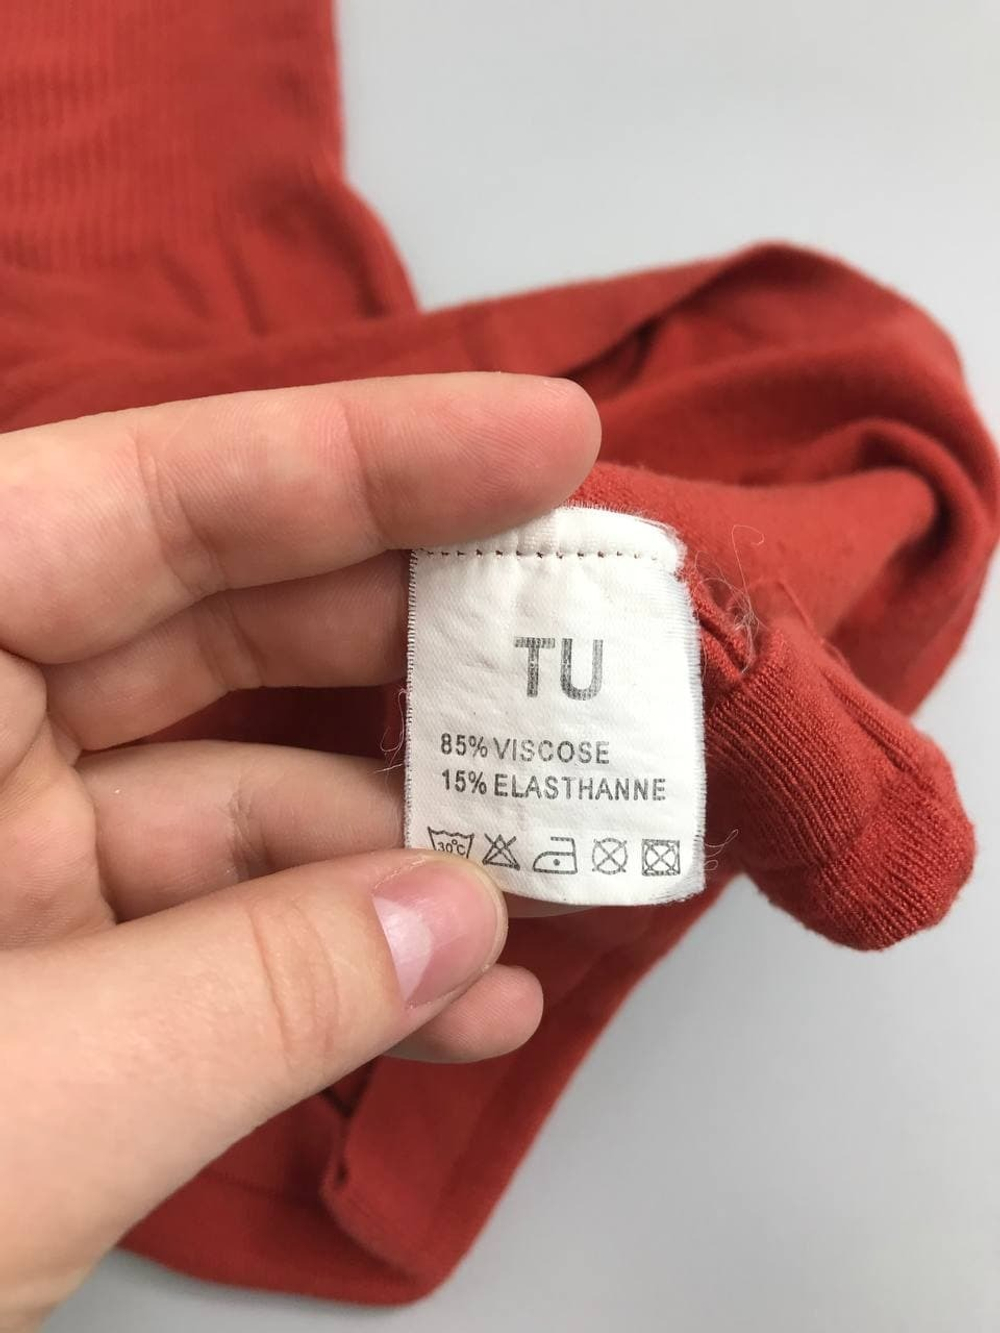 TU
85% VISCOSE
15% ELASTHANNE
30°C